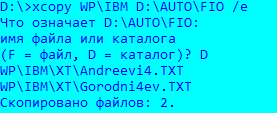 D:\>xcopy WP\IBM D:\AUTO\FIO /e
Что означает D:\AUTO\FIO:
имя файла или каталога
(F = файл, D = каталог)? D
WP\IBM\XT\Andreevi4.TXT
WP\IBM\XT\Gorodni4ev.TXT
Скопировано файлов: 2.